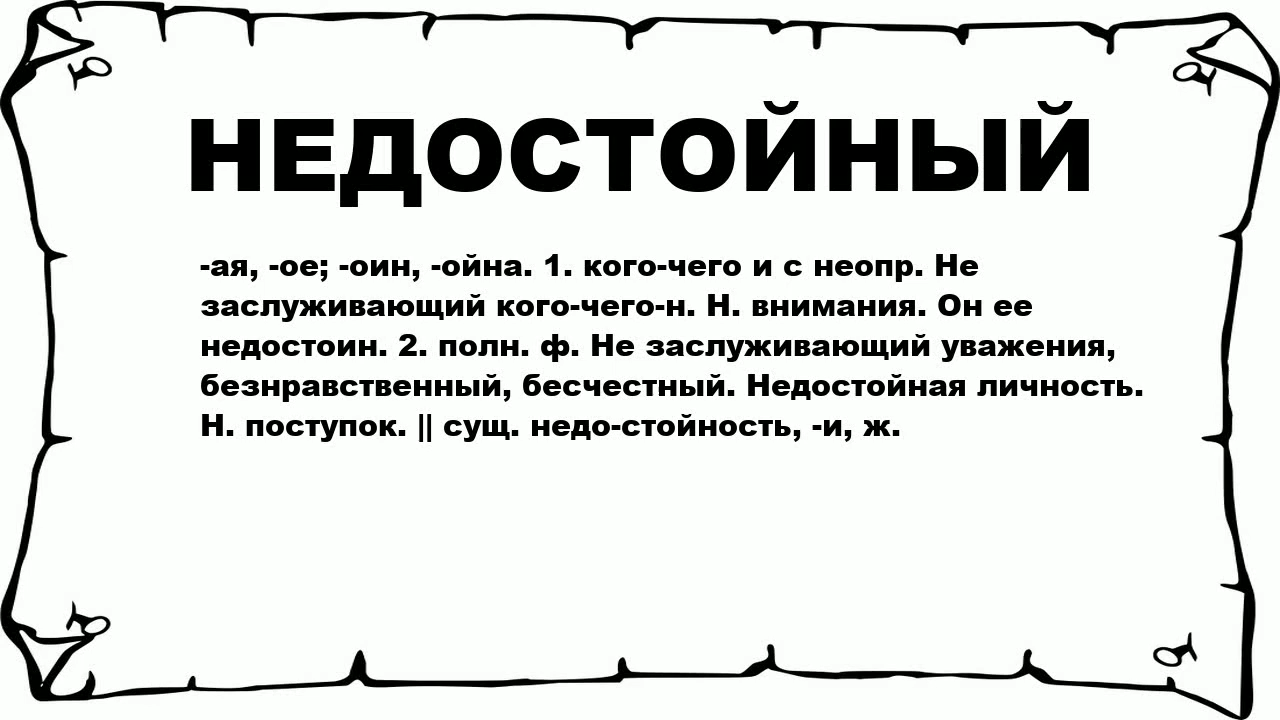 НЕДОСТОЙНЫЙ
-ая, -ое; -оин, -ойна. 1. кого-чего и с неопр. Не
заслуживающий кого-чего-н. Н. внимания. Он ее
недостоин. 2. полн. ф. Не заслуживающий уважения,
безнравственный, бесчестный. Недостойная личность.
Н. поступок. || сущ. недо-стойность, -и, ж.